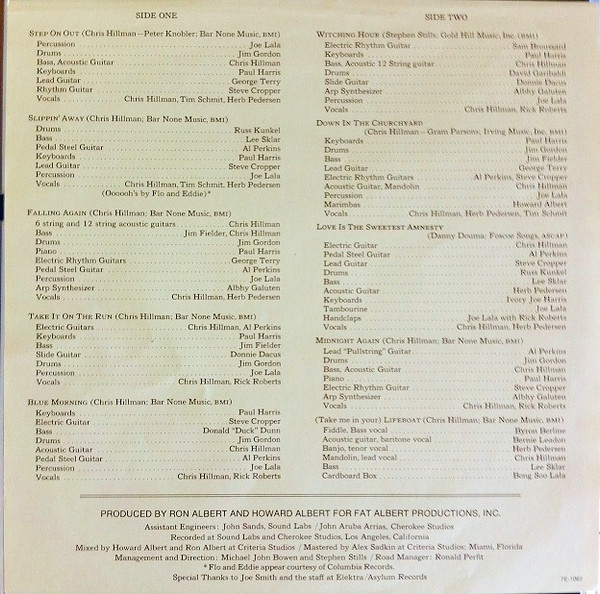 SIDE ONE
STEP ON OUT (Chris Hillman–Peter Knobler; Bar None Music, BMI)
Percussion Joe Lala
Drums Jim Gordon
Bass, Acoustic Guitar Chris Hillman
Keyboards Paul Harris
Lead Guitar George Terry
Rhythm Guitar Steve Cropper
Vocals Chris Hillman, Tim Schmit, Herb Pedersen
SLIPPIN' AWAY (Chris Hillman; Bar None Music, BMI)
Drums Russ Kunkel
Bass Lee Sklar
Pedal Steel Guitar Al Perkins
Keyboards Paul Harris
Lead Guitar Steve Cropper
Percussion Joe Lala
Vocals Chris Hillman, Tim Schmit, Herb Pedersen
(Oooooh's by Flo and Eddie)*
FALLING AGAIN (Chris Hillman; Bar None Music, BMI)
6 string and 12 string acoustic guitars Chris Hillman
Bass Jim Fielder, Chris Hillman
Drums Jim Gordon
Piano Paul Harris
Electric Rhythm Guitars George Terry
Pedal Steel Guitar Al Perkins
Percussion Joe Lala
Arp Synthesizer Albhy Galuten
Vocals Chris Hillman, Herb Pedersen
TAKE IT ON THE RUN (Chris Hillman; Bar None Music, BMI)
Electric Guitars Chris Hillman, Al Perkins
Keyboards Paul Harris
Bass Jim Fielder
Slide Guitar Donnie Dacus
Drums Jim Gordon
Percussion Joe Lala
Vocals Chris Hillman, Rick Roberts
BLUE MORNING (Chris Hillman; Bar None Music, BMI)
Keyboards Paul Harris
Electric Guitar Steve Cropper
Bass Donald "Duck" Dunn
Drums Jim Gordon
Acoustic Guitar Chris Hillman
Pedal Steel Guitar Al Perkins
Percussion Joe Lala
Vocals Chris Hillman, Rick Roberts
SIDE TWO
WITCHING HOUR (Stephen Stills; Gold Hill Music, Inc. (BMI)
Electric Rhythm Guitar Sam Broussard
Keyboards Paul Harris
Bass, Acoustic 12 String guitar Chris Hillman
Drums David Garibaldi
Slide Guitar Donnie Dacus
Arp Synthesizer Albhy Galuten
Percussion Joe Lala
Vocals Chris Hillman, Rick Roberts
DOWN IN THE CHURCHYARD
(Chris Hillman–Gram Parsons; Irving Music, Inc. BMI)
Keyboards Paul Harris
Drums Jim Gordon
Bass Jim Fielder
Lead Guitar George Terry
Electric Rhythm Guitars Al Perkins, Steve Cropper
Acoustic Guitar, Mandolin Chris Hillman
Percussion Joe Lala
Marimbas Howard Albert
Vocals Chris Hillman, Herb Pedersen, Tim Schmit
LOVE IS THE SWEETEST AMNESTY
(Danny Douma; Foscoe Songs, ASCAP)
Electric Guitar Chris Hillman
Pedal Steel Guitar Al Perkins
Lead Guitar Steve Cropper
Drums Russ Kunkel
Bass Lee Sklar
Acoustic Guitar Herb Pedersen
Keyboards Ivory Joe Harris
Tambourine Joe Lala
Handclaps Joe Lala with Rick Roberts
Vocals Chris Hillman, Herb Pedersen
MIDNIGHT AGAIN (Chris Hillman; Bar None Music, BMI)
Lead "Pullstring" Guitar Al Perkins
Drums Jim Gordon
Bass, Acoustic Guitar Chris Hillman
Piano Paul Harris
Electric Rhythm Guitar Steve Cropper
Arp Synthesizer Albhy Galuten
Vocals Chris Hillman, Rick Roberts
(Take me in your) LIFEBOAT (Chris Hillman; Bar None Music, BMI)
Fiddle, Bass vocal Byron Berline
Acoustic guitar, baritone vocal Bernie Leadon
Banjo, tenor vocal Herb Pedersen
Mandolin, lead vocal Chris Hillman
Bass Lee Sklar
Cardboard Box Bong Soo Lala
PRODUCED BY RON ALBERT AND HOWARD ALBERT FOR FAT ALBERT PRODUCTIONS, INC.
Assistant Engineers: John Sands, Sound Labs / John Aruba Arrias, Cherokee Studios
Recorded at Sound Labs and Cherokee Studios, Los Angeles, California
Mixed by Howard Albert and Ron Albert at Criteria Studios / Mastered by Alex Sadkin at Criteria Studios; Miami, Florida
Management and Direction: Michael John Bowen and Stephen Stills / Road Manager: Ronald Perfit
*Flo and Eddie appear courtesy of Columbia Records.
Special Thanks to Joe Smith and the staff at Elektra/Asylum Records
7E-1062